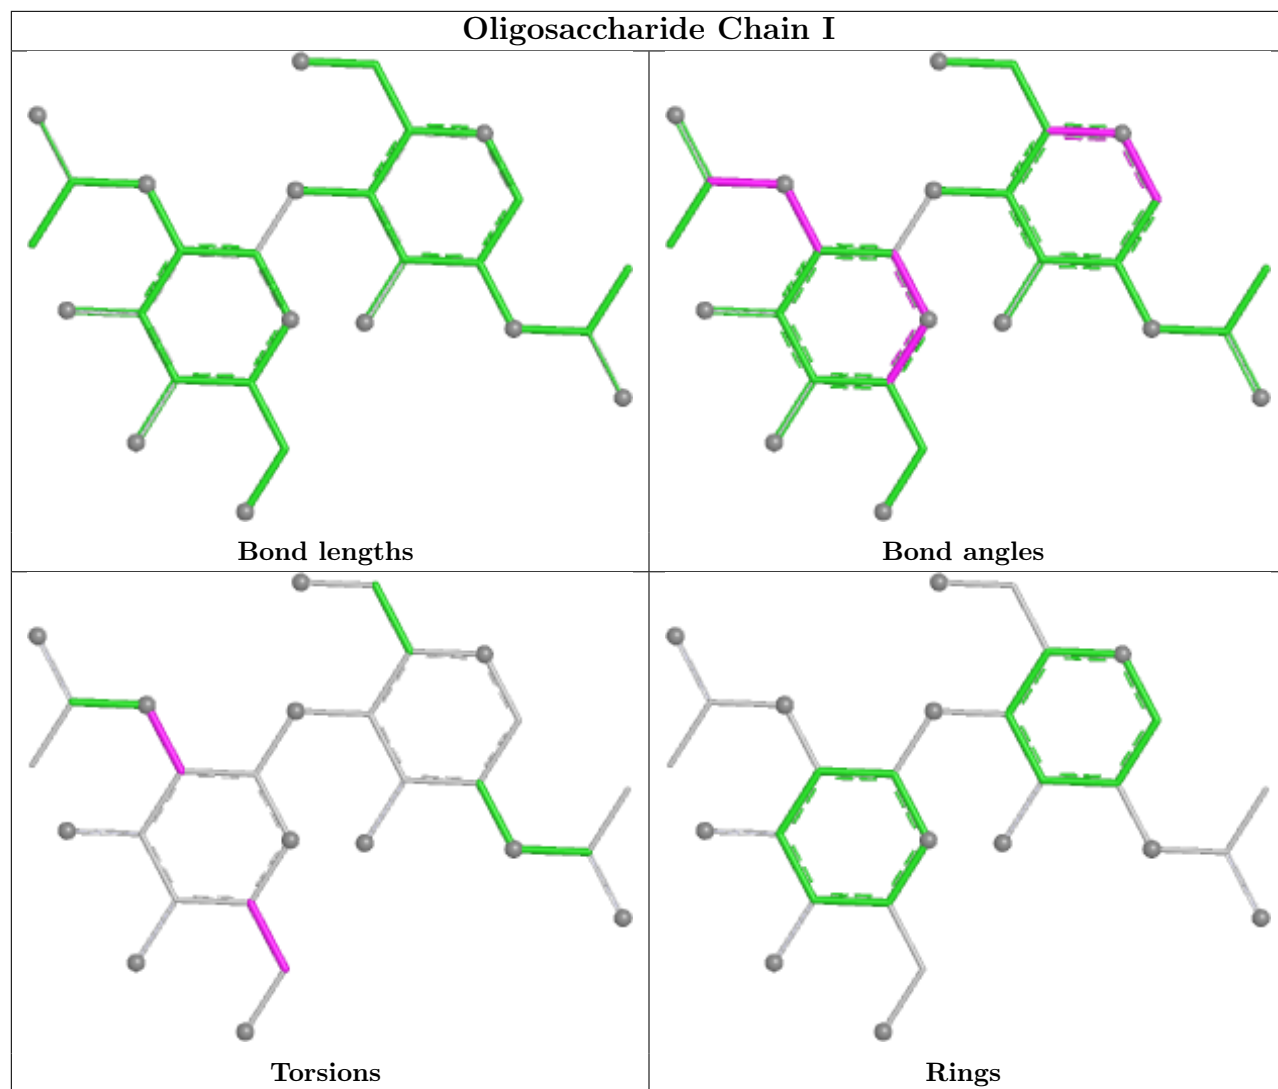 Oligosaccharide Chain I
Bond lengths
Bond angles
Torsions
Rings